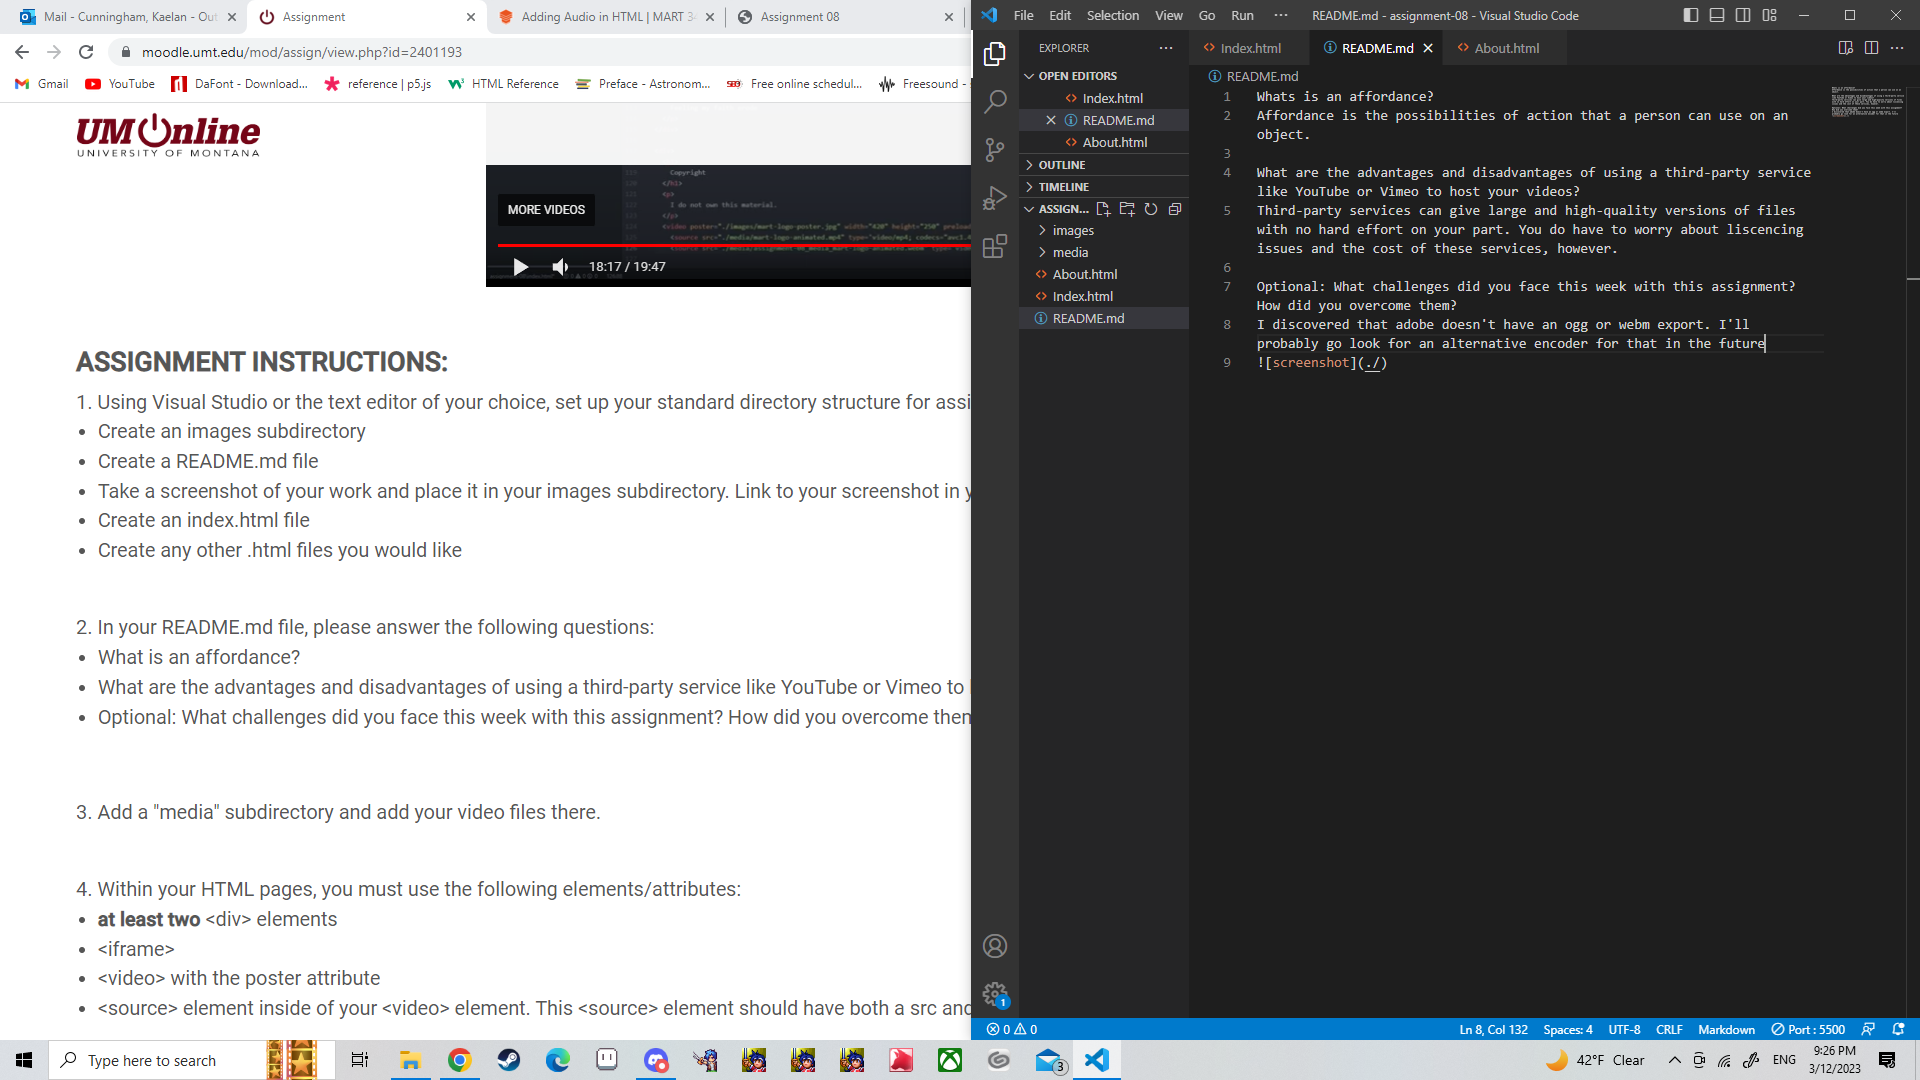 Mail - Cunningham, Kaelan - Out
Assignment
Adding Audio in HTML | MART 34
Assignment 08
moodle.umt.edu/mod/assign/view.php?id=2401193
Gmail
YouTube
DaFont - Download...
reference | p5.js
HTML Reference
Preface - Astronom...
Free online schedul...
Freesound -
UM Online
UNIVERSITY OF MONTANA
Copyright
</h1>
<p>
I do not own this material.
</p>
MORE VIDEOS
18:17 / 19:47
ASSIGNMENT INSTRUCTIONS:
1. Using Visual Studio or the text editor of your choice, set up your standard directory structure for assi
• Create an images subdirectory
• Create a README.md file
• Take a screenshot of your work and place it in your images subdirectory. Link to your screenshot in y
• Create an index.html file
• Create any other .html files you would like
2. In your README.md file, please answer the following questions:
• What is an affordance?
• What are the advantages and disadvantages of using a third-party service like YouTube or Vimeo to
• Optional: What challenges did you face this week with this assignment? How did you overcome them
3. Add a "media" subdirectory and add your video files there.
4. Within your HTML pages, you must use the following elements/attributes:
• at least two <div> elements
• <iframe>
• <video> with the poster attribute
• <source> element inside of your <video> element. This <source> element should have both a src and
File Edit Selection View Go Run ··· README.md - assignment-08 - Visual Studio Code
EXPLORER
OPEN EDITORS
Index.html
README.md
About.html
OUTLINE
TIMELINE
ASSIGN...
images
media
About.html
Index.html
README.md
Index.html
README.md
About.html
README.md
1 Whats is an affordance?
2 Affordance is the possibilities of action that a person can use on an
object.
3
4 What are the advantages and disadvantages of using a third-party service
like YouTube or Vimeo to host your videos?
5 Third-party services can give large and high-quality versions of files
with no hard effort on your part. You do have to worry about liscencing
issues and the cost of these services, however.
6
7 Optional: What challenges did you face this week with this assignment?
How did you overcome them?
8 I discovered that adobe doesn't have an ogg or webm export. I'll
probably go look for an alternative encoder for that in the future
9 ![screenshot](./)
1
0 0
Ln 8, Col 132 Spaces: 4 UTF-8 CRLF Markdown Port : 5500
Type here to search
3
42°F Clear
ENG
9:26 PM
3/12/2023